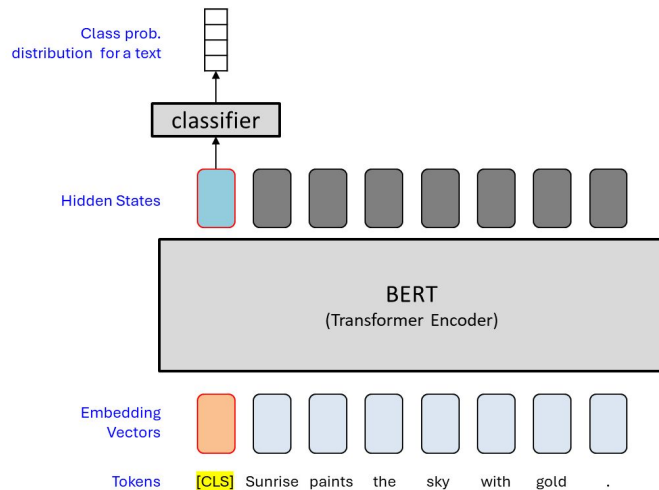 Class prob.
distribution for a text
classifier
Hidden States
BERT
(Transformer Encoder)
Embedding
Vectors
Tokens [CLS] Sunrise paints the sky with gold .